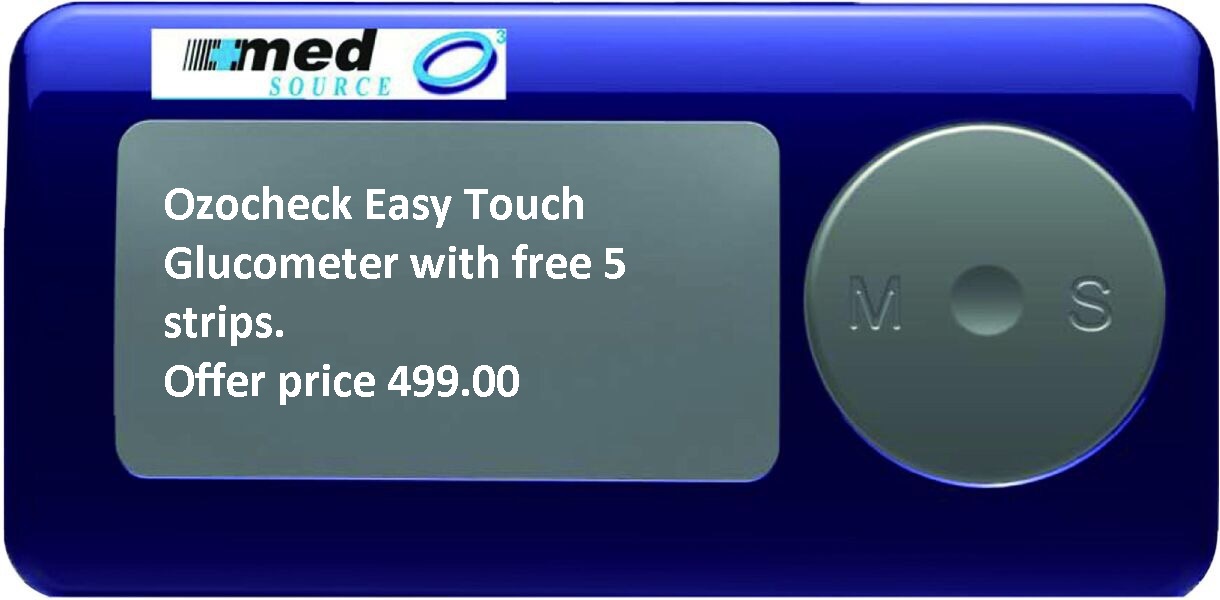 med
SOURCE
3
Ozocheck Easy Touch
Glucometer with free 5
strips.
Offer price 499.00
M S